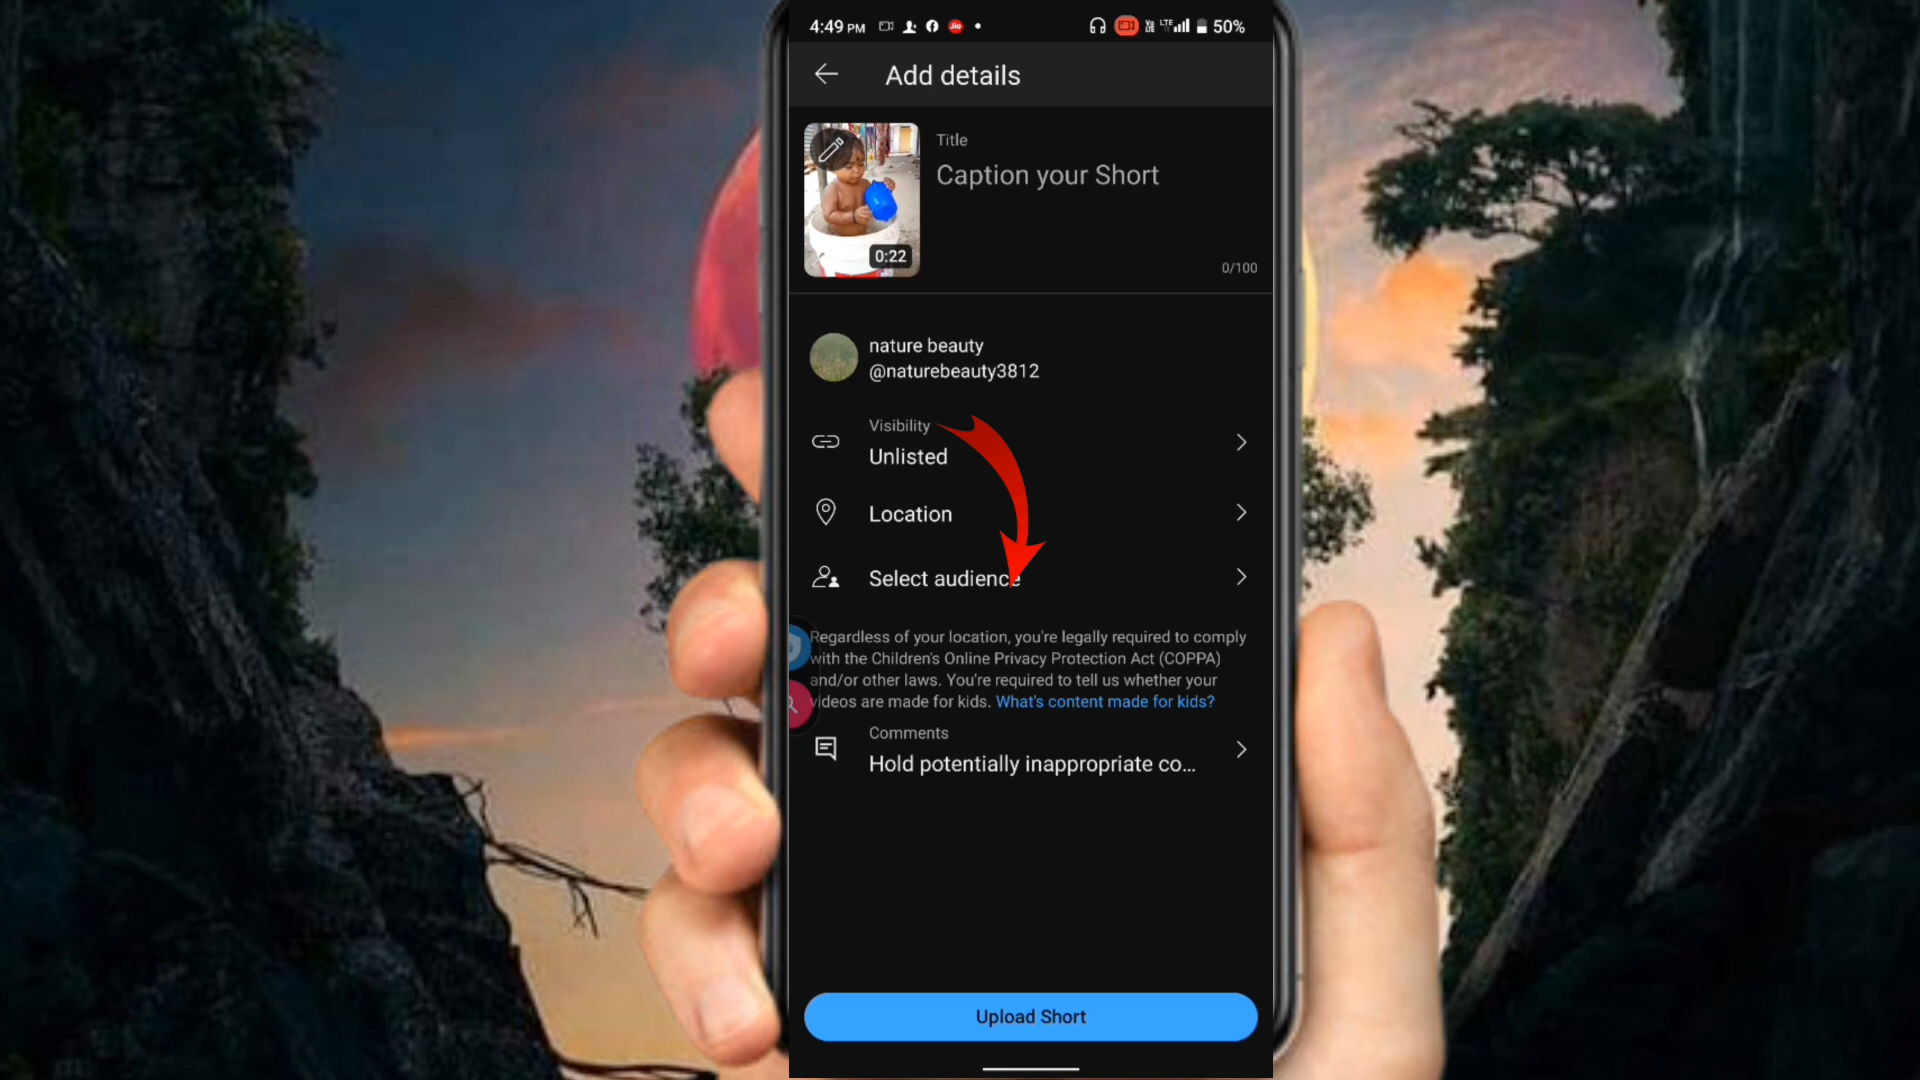 4:49 PM
50%
Add details
Title
Caption your Short
0:22
0/100
nature beauty
@naturebeauty3812
Visibility
Unlisted
Location
Select audience
Regardless of your location, you're legally required to comply
with the Children's Online Privacy Protection Act (COPPA)
and/or other laws. You're required to tell us whether your
videos are made for kids. What's content made for kids?
Comments
Hold potentially inappropriate co...
Upload Short